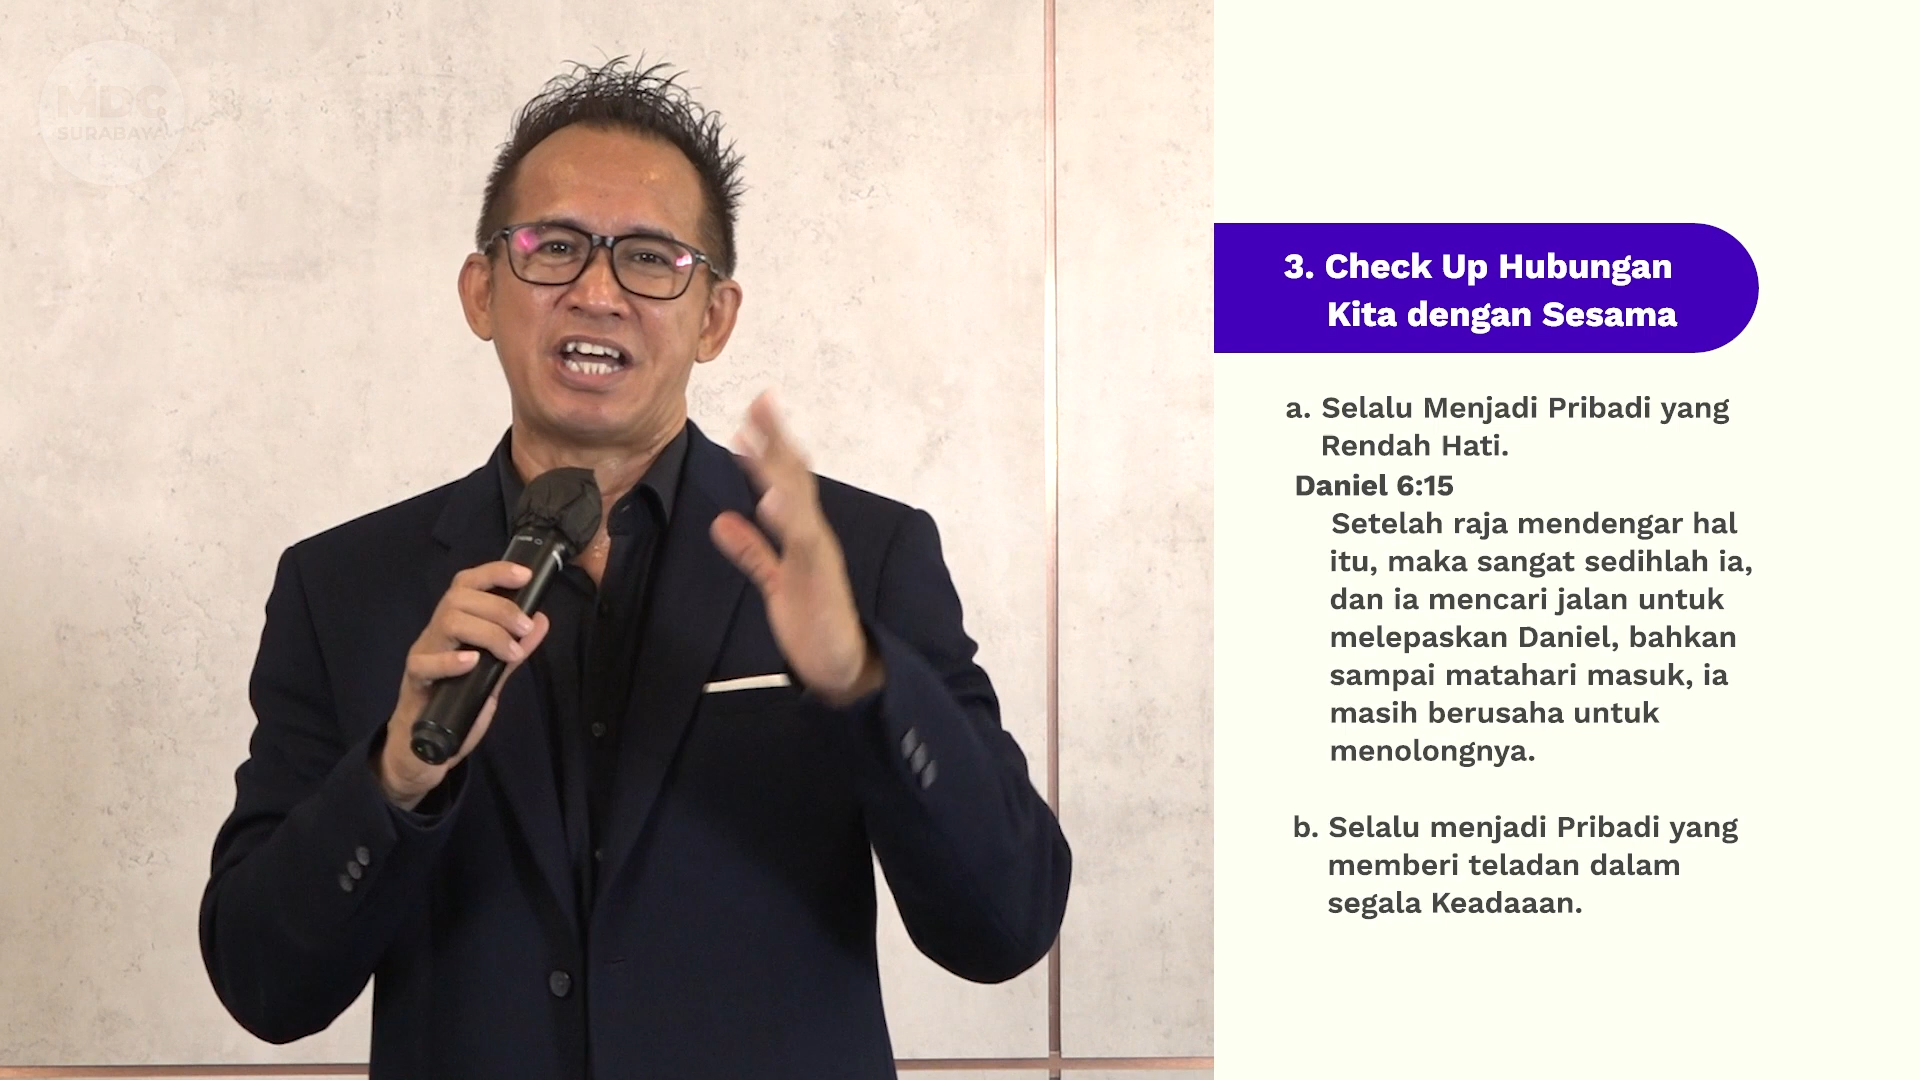 MDC
SURABAYA
3. Check Up Hubungan
Kita dengan Sesama
a. Selalu Menjadi Pribadi yang
Rendah Hati.
Daniel 6:15
Setelah raja mendengar hal
itu, maka sangat sedihlah ia,
dan ia mencari jalan untuk
melepaskan Daniel, bahkan
sampai matahari masuk, ia
masih berusaha untuk
menolongnya.
b. Selalu menjadi Pribadi yang
memberi teladan dalam
segala Keadaaan.